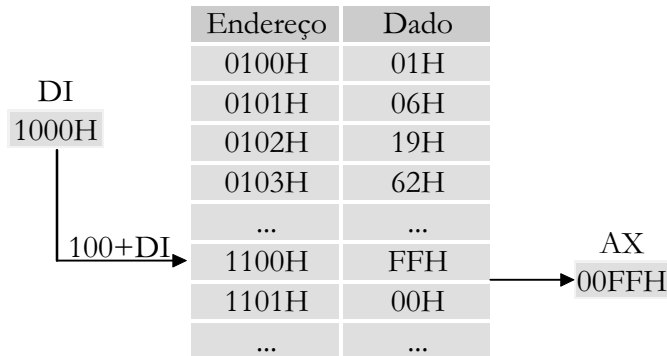 Endereço Dado
0100H 01H
DI 0101H 06H
1000H 0102H 19H
0103H 62H
... ...
100+DI 1100H FFH AX
1101H 00H 00FFH
... ...